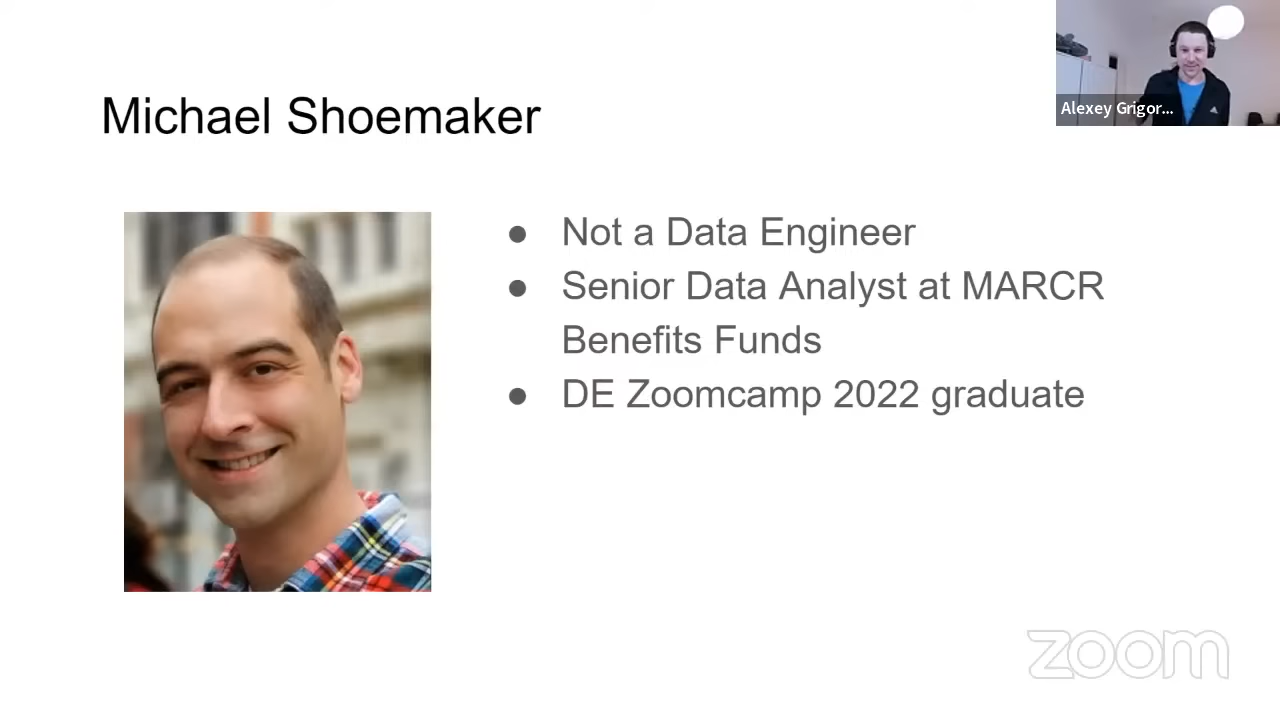 Alexey Grigor...
Michael Shoemaker
● Not a Data Engineer
● Senior Data Analyst at MARCR
Benefits Funds
● DE Zoomcamp 2022 graduate
zoom